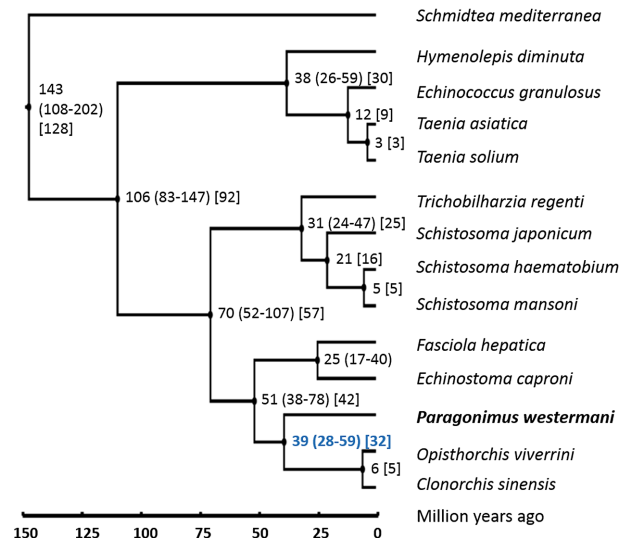 Schmidtea mediterranea
Hymenolepis diminuta
38 (26-59) [30]
143
(108-202)
[128]
Echinococcus granulosus
12 [9]
Taenia asiatica
3 [3]
Taenia solium
106 (83-147) [92]
Trichobilharzia regenti
31 (24-47) [25]
Schistosoma japonicum
21 [16]
Schistosoma haematobium
5 [5]
Schistosoma mansoni
70 (52-107) [57]
Fasciola hepatica
25 (17-40)
Echinostoma caproni
51 (38-78) [42]
Paragonimus westermani
39 (28-59) [32]
Opisthorchis viverrini
6 [5]
Clonorchis sinensis
Million years ago
150 125 100 75 50 25 0